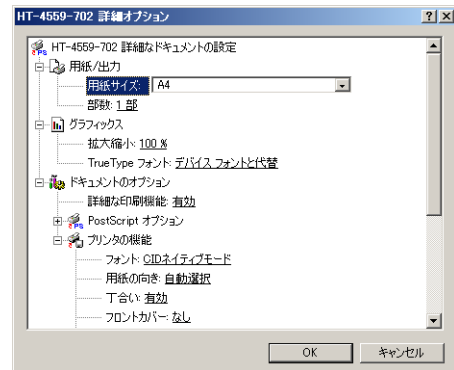 HT-4559-702 詳細オプション
HT-4559-702 詳細なドキュメントの設定
用紙/出力
用紙サイズ: A4
部数: 1 部
グラフィックス
拡大縮小: 100 %
TrueType フォント: デバイス フォントと代替
ドキュメントのオプション
詳細な印刷機能: 有効
PostScript オプション
プリンタの機能
フォント: CIDネイティブモード
用紙の向き: 自動選択
丁合い: 有効
フロントカバー: なし
OK キャンセル